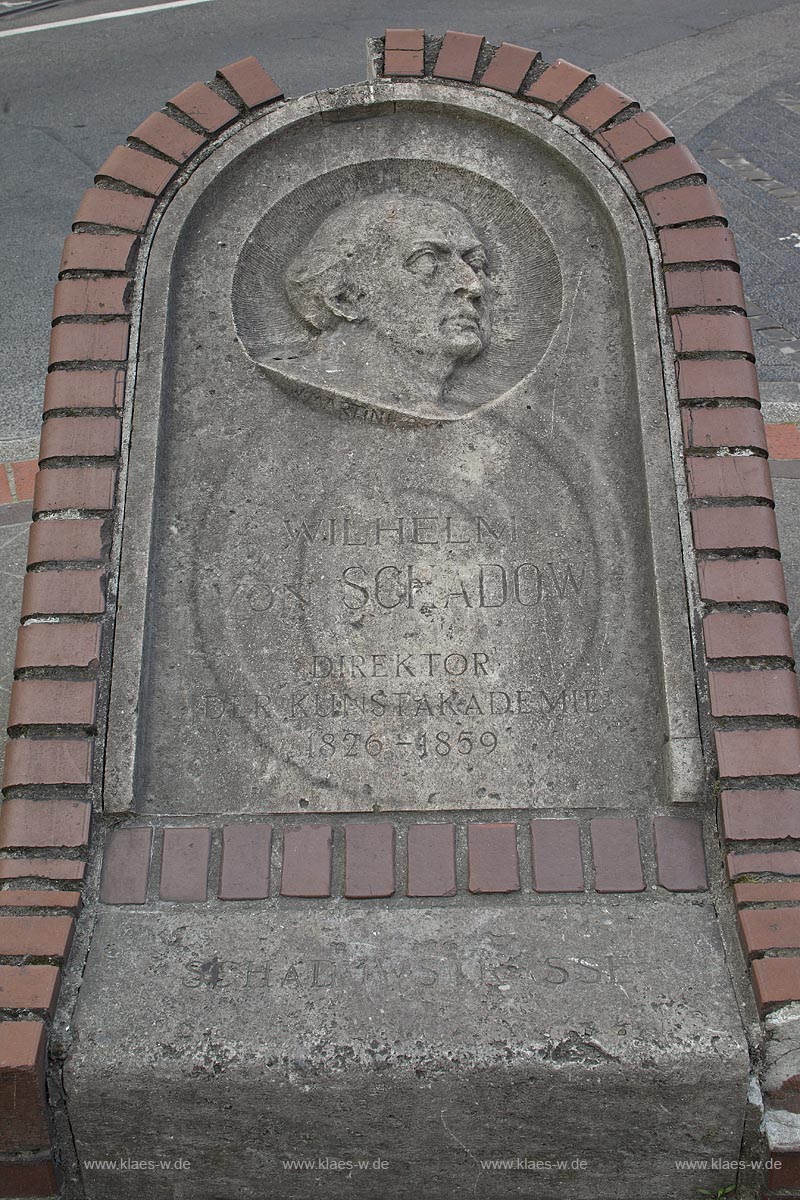 WILHELM
VON SCHADOW
DIREKTOR
DER KUNSTAKADEMIE
1826-1859
SCHADOWSTRASSE
www.klaes-w.de www.klaes-w.de www.klaes-w.de www.klaes-w.de